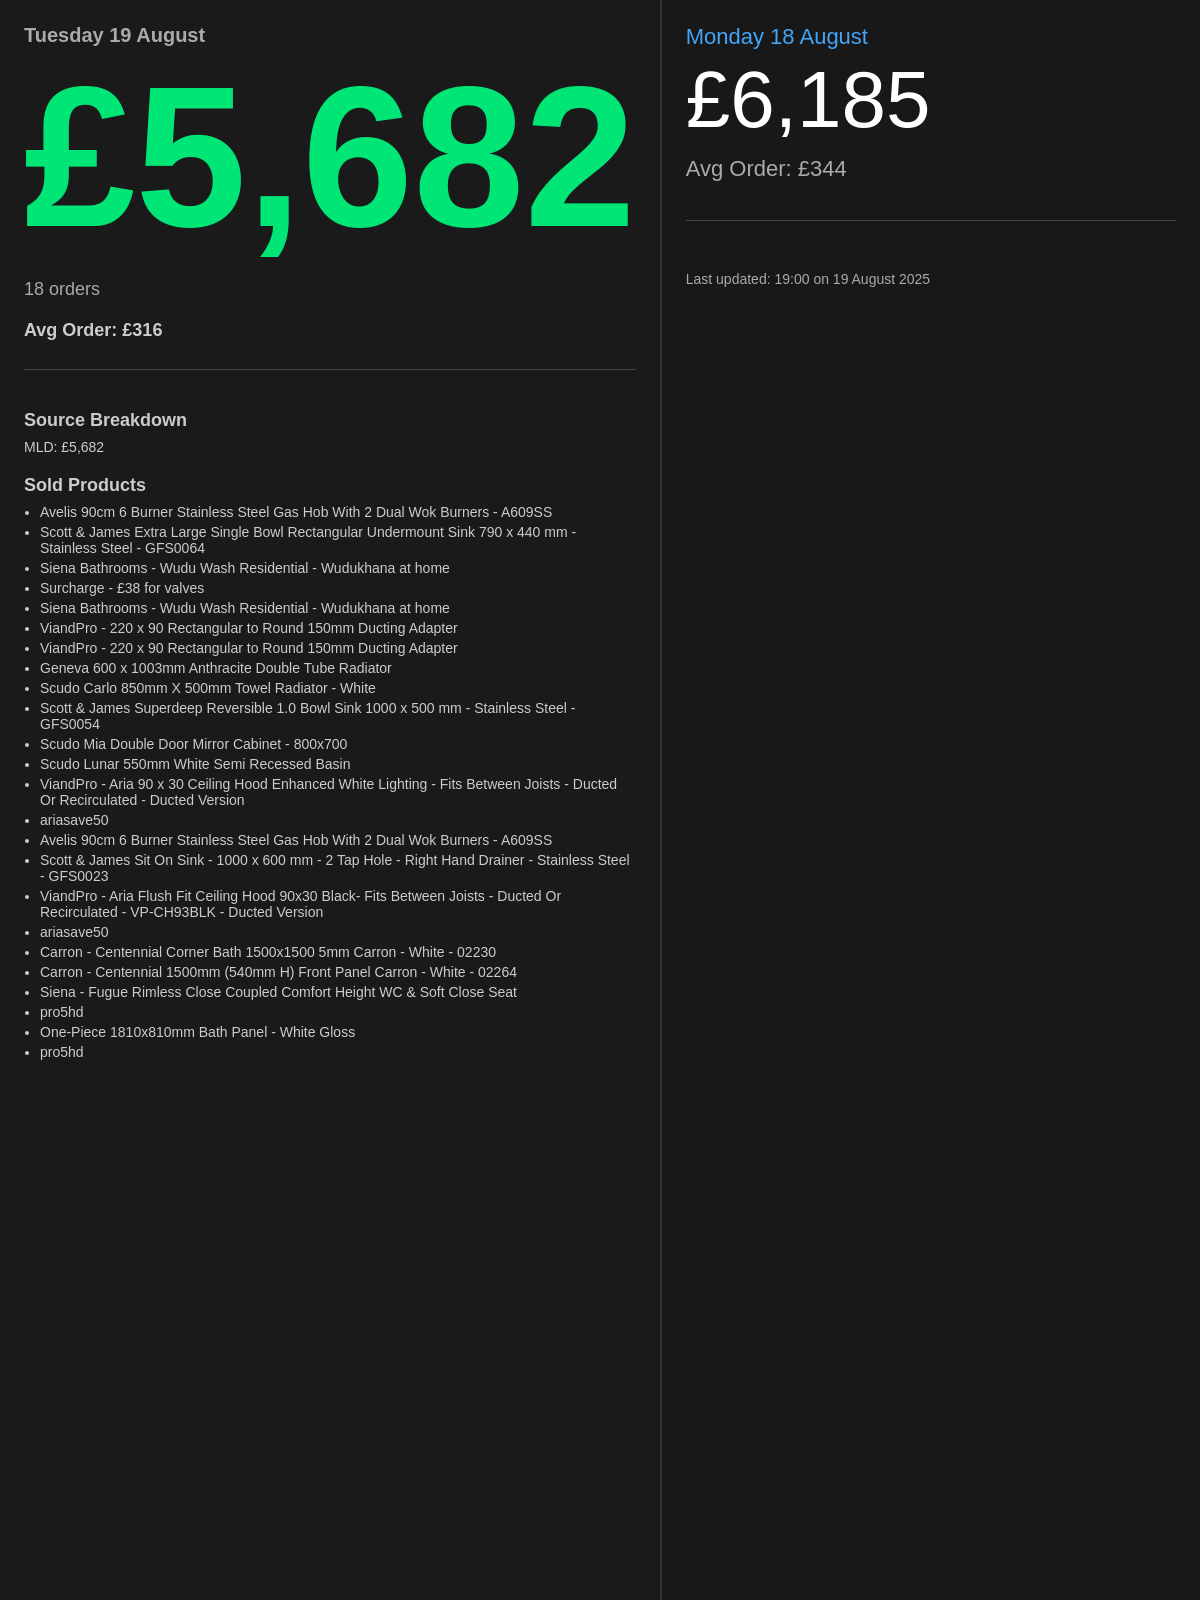 Tuesday 19 August
£5,682
18 orders
Avg Order: £316
Source Breakdown
MLD: £5,682
Sold Products
• Avelis 90cm 6 Burner Stainless Steel Gas Hob With 2 Dual Wok Burners - A609SS
• Scott & James Extra Large Single Bowl Rectangular Undermount Sink 790 x 440 mm -
Stainless Steel - GFS0064
• Siena Bathrooms - Wudu Wash Residential - Wudukhana at home
• Surcharge - £38 for valves
• Siena Bathrooms - Wudu Wash Residential - Wudukhana at home
• ViandPro - 220 x 90 Rectangular to Round 150mm Ducting Adapter
• ViandPro - 220 x 90 Rectangular to Round 150mm Ducting Adapter
• Geneva 600 x 1003mm Anthracite Double Tube Radiator
• Scudo Carlo 850mm X 500mm Towel Radiator - White
• Scott & James Superdeep Reversible 1.0 Bowl Sink 1000 x 500 mm - Stainless Steel -
GFS0054
• Scudo Mia Double Door Mirror Cabinet - 800x700
• Scudo Lunar 550mm White Semi Recessed Basin
• ViandPro - Aria 90 x 30 Ceiling Hood Enhanced White Lighting - Fits Between Joists - Ducted
Or Recirculated - Ducted Version
• ariasave50
• Avelis 90cm 6 Burner Stainless Steel Gas Hob With 2 Dual Wok Burners - A609SS
• Scott & James Sit On Sink - 1000 x 600 mm - 2 Tap Hole - Right Hand Drainer - Stainless Steel
- GFS0023
• ViandPro - Aria Flush Fit Ceiling Hood 90x30 Black- Fits Between Joists - Ducted Or
Recirculated - VP-CH93BLK - Ducted Version
• ariasave50
• Carron - Centennial Corner Bath 1500x1500 5mm Carron - White - 02230
• Carron - Centennial 1500mm (540mm H) Front Panel Carron - White - 02264
• Siena - Fugue Rimless Close Coupled Comfort Height WC & Soft Close Seat
• pro5hd
• One-Piece 1810x810mm Bath Panel - White Gloss
• pro5hd
Monday 18 August
£6,185
Avg Order: £344
Last updated: 19:00 on 19 August 2025